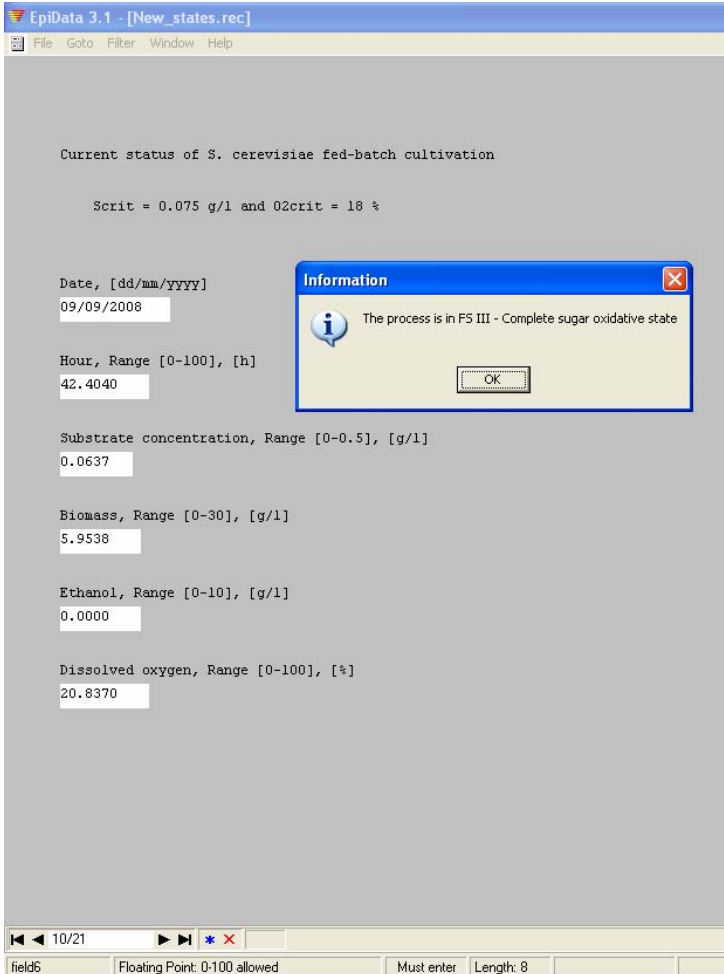 EpiData 3.1 - [New_states.rec]
File Goto Filter Window Help
Current status of S. cerevisiae fed-batch cultivation
Scrit = 0.075 g/l and O2crit = 18 %
Information
The process is in FS III - Complete sugar oxidative state
OK
Date, [dd/mm/yyyy]
09/09/2008
Hour, Range [0-100], [h]
42.4040
Substrate concentration, Range [0-0.5], [g/l]
0.0637
Biomass, Range [0-30], [g/l]
5.9538
Ethanol, Range [0-10], [g/l]
0.0000
Dissolved oxygen, Range [0-100], [%]
20.8370
10/21
field6 Floating Point: 0-100 allowed Must enter Length: 8